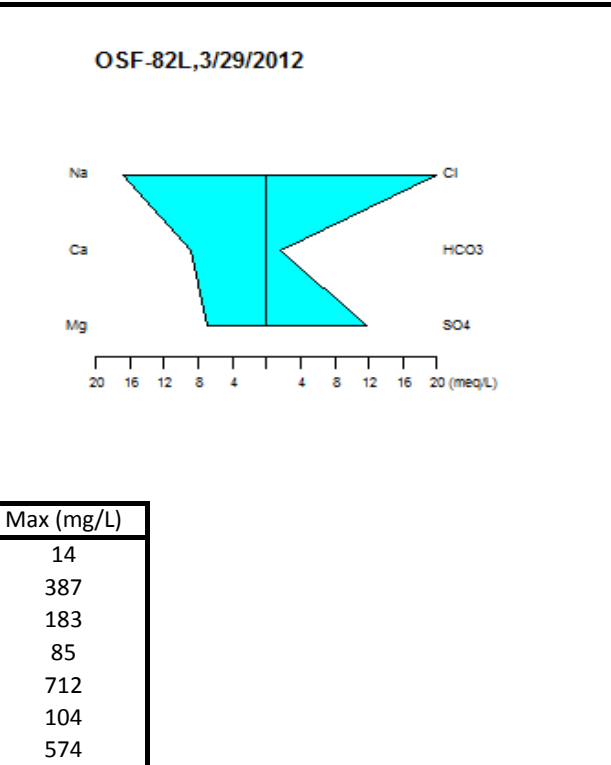 OSF-82L,3/29/2012
Na Cl
Ca HCO3
Mg SO4
20 16 12 8 4 4 8 12 16 20 (meq/L)
Max (mg/L)
14
387
183
85
712
104
574